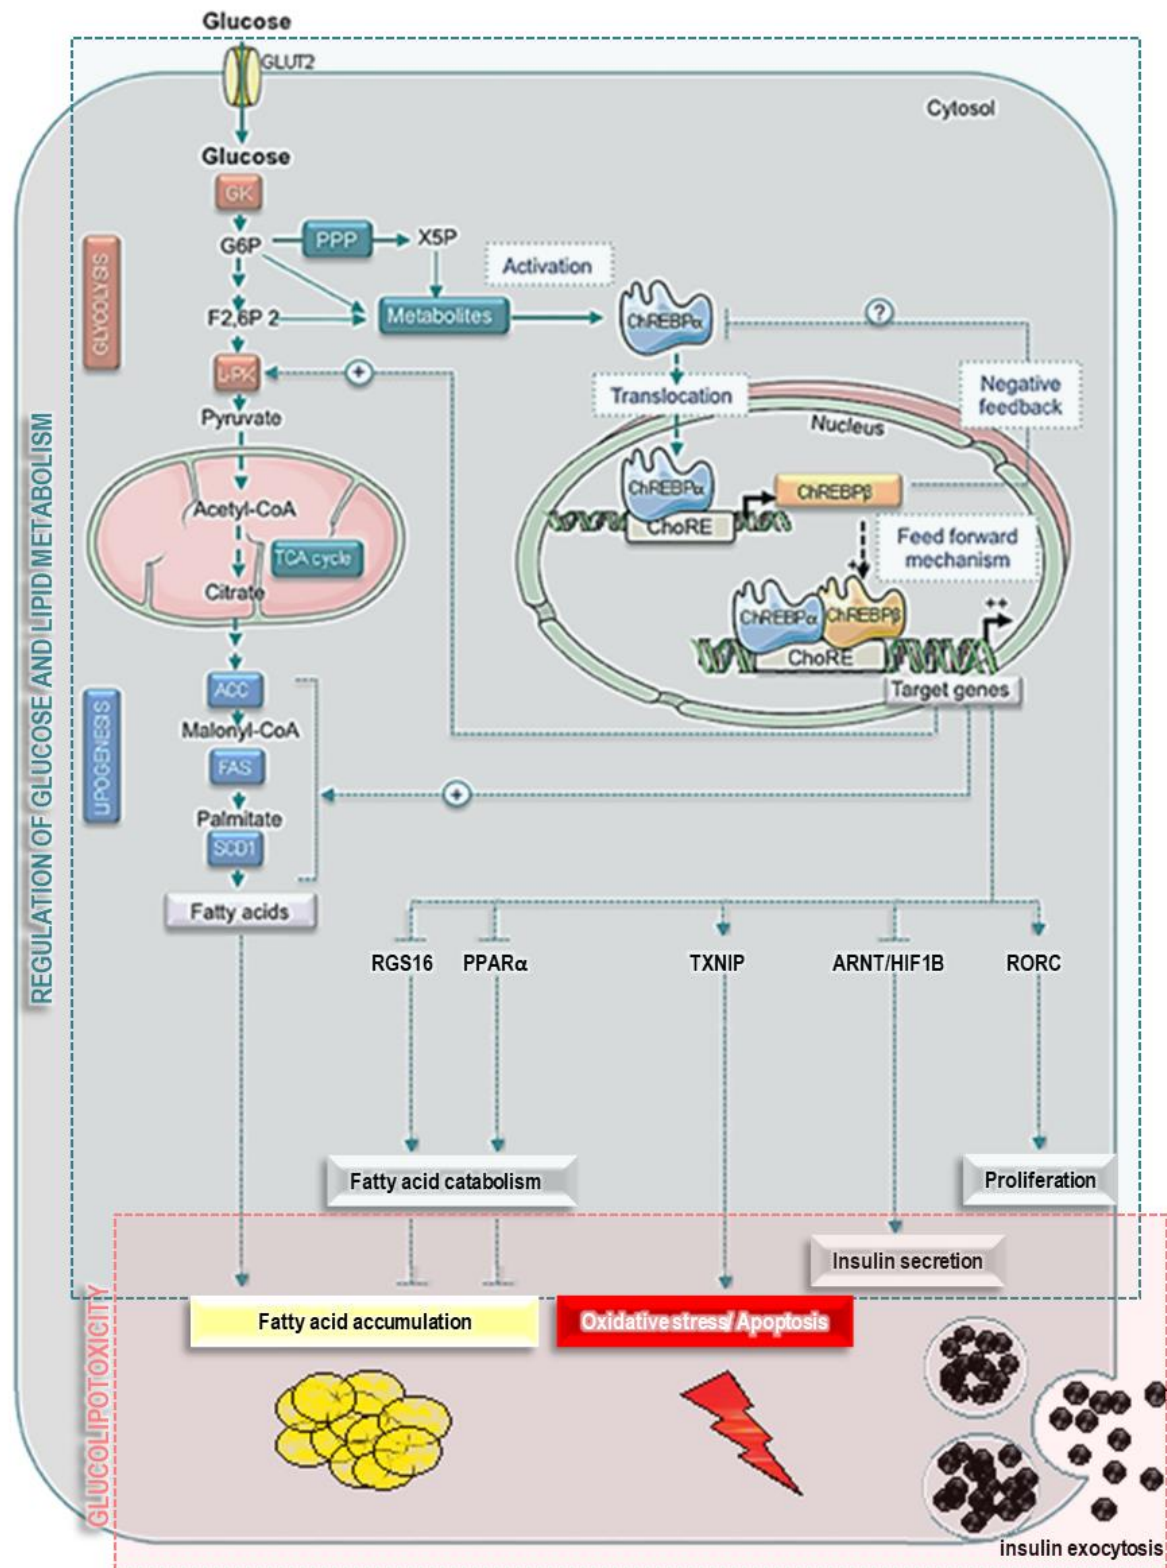 Glucose
GLUT2
Cytosol
Glucose
GK
G6P
PPP
X5P
Activation
GLYCOLYSIS
F2,6P 2
Metabolites
ChREBPα
?
L-PK
+
Translocation
Negative
feedback
Pyruvate
Nucleus
ChREBPα
ChREBPβ
ChoRE
Acetyl-CoA
TCA cycle
Citrate
Feed forward
mechanism
+
ChREBPα
ChREBPβ
++
ChoRE
Target genes
REGULATION OF GLUCOSE AND LIPID METABOLISM
LIPOGENESIS
ACC
Malonyl-CoA
FAS
+
Palmitate
SCD1
Fatty acids
RGS16
PPARα
TXNIP
ARNT/HIF1B
RORC
Fatty acid catabolism
Proliferation
Insulin secretion
GLUCOLIPOTOXICITY
Fatty acid accumulation
Oxidative stress/ Apoptosis
insulin exocytosis